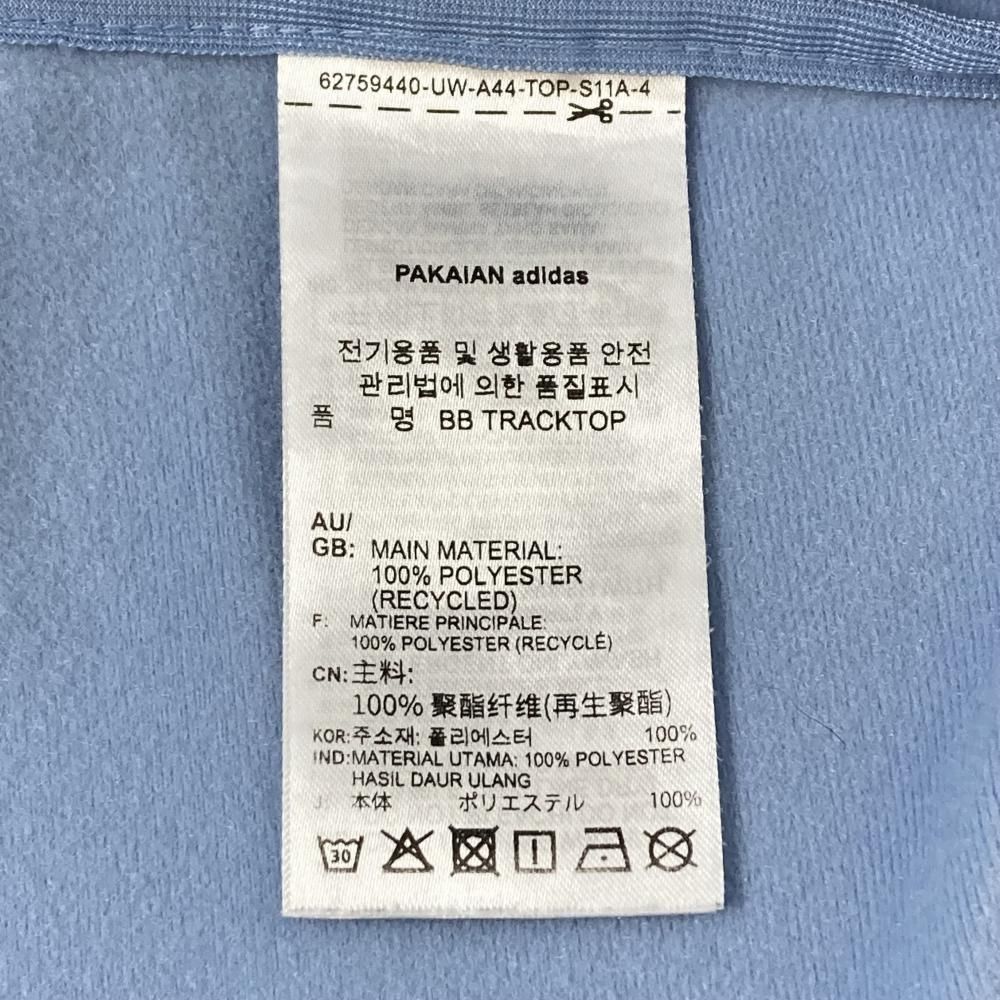 62759440-UW-A44-TOP-S11A-4
PAKAIAN adidas
전기용품 및 생활용품 안전
관리법에 의한 품질표시
품 명 BB TRACKTOP
AU/
GB: MAIN MATERIAL:
100% POLYESTER
(RECYCLED)
F: MATIERE PRINCIPALE:
100% POLYESTER (RECYCLÉ)
CN: 主料:
100% 聚酯纤维(再生聚酯)
KOR: 주소재: 폴리에스터 100%
IND: MATERIAL UTAMA: 100% POLYESTER
HASIL DAUR ULANG
J: 本体 ポリエステル 100%
30